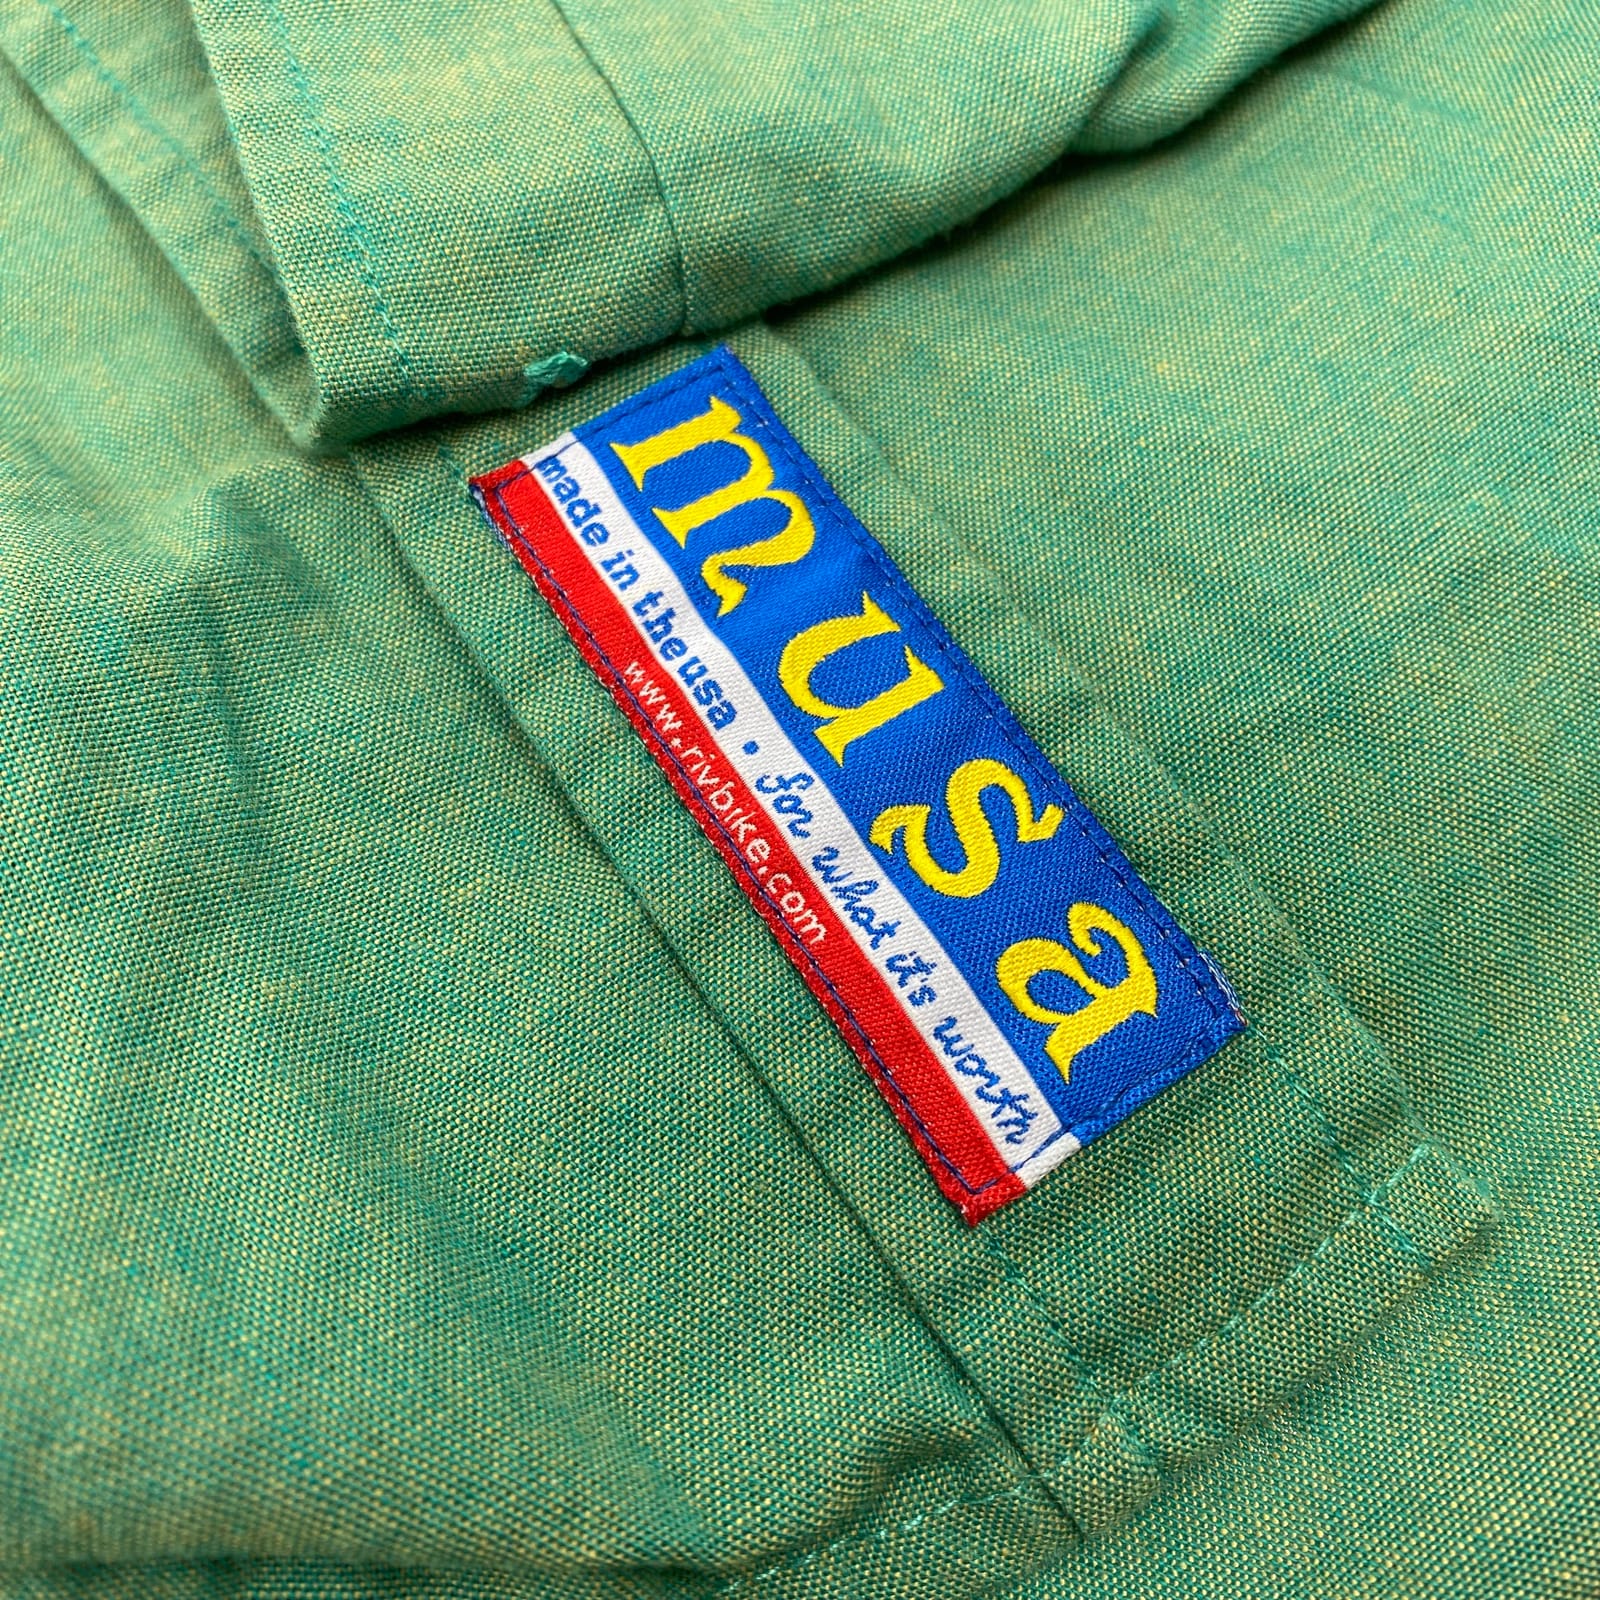 musa
made in the usa • for what it's worth
www.rivbike.com